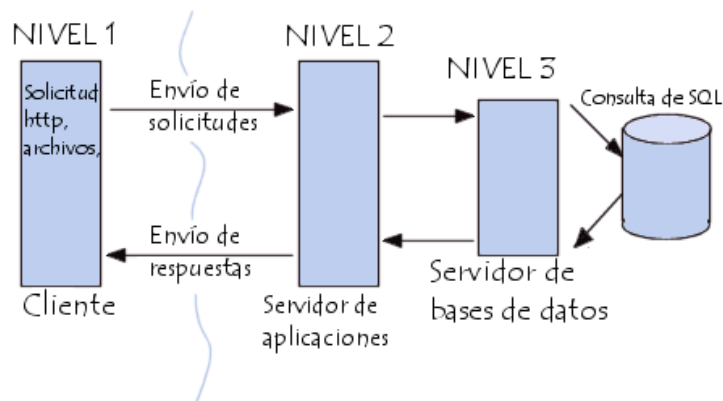 NIVEL 1
Solicitud
http,
archivos,
Cliente
Envío de
solicitudes
Envío de
respuestas
NIVEL 2
Servidor de
aplicaciones
NIVEL 3
Servidor de
bases de datos
Consulta de SQL